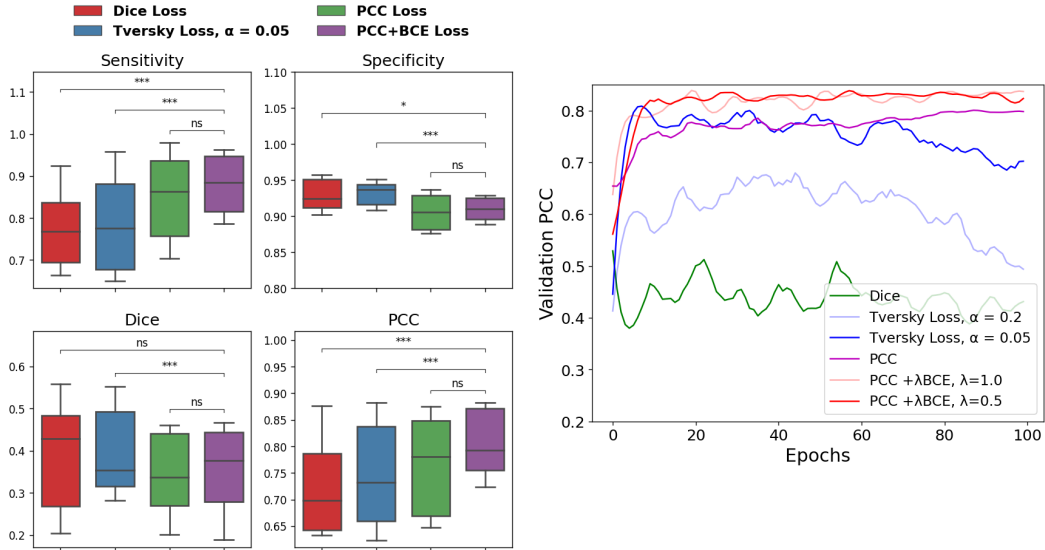 Dice Loss
Tversky Loss, α = 0.05
PCC Loss
PCC+BCE Loss
Sensitivity
1.1
1.0
0.9
0.8
0.7
***
***
ns
Specificity
1.10
1.05
1.00
0.95
0.90
0.85
0.80
*
***
ns
Dice
0.6
0.5
0.4
0.3
0.2
ns
***
ns
PCC
1.00
0.95
0.90
0.85
0.80
0.75
0.70
0.65
***
***
ns
Validation PCC
0.8
0.7
0.6
0.5
0.4
0.3
0.2
0 20 40 60 80 100
Epochs
Dice
Tversky Loss, α = 0.2
Tversky Loss, α = 0.05
PCC
PCC +λBCE, λ=1.0
PCC +λBCE, λ=0.5